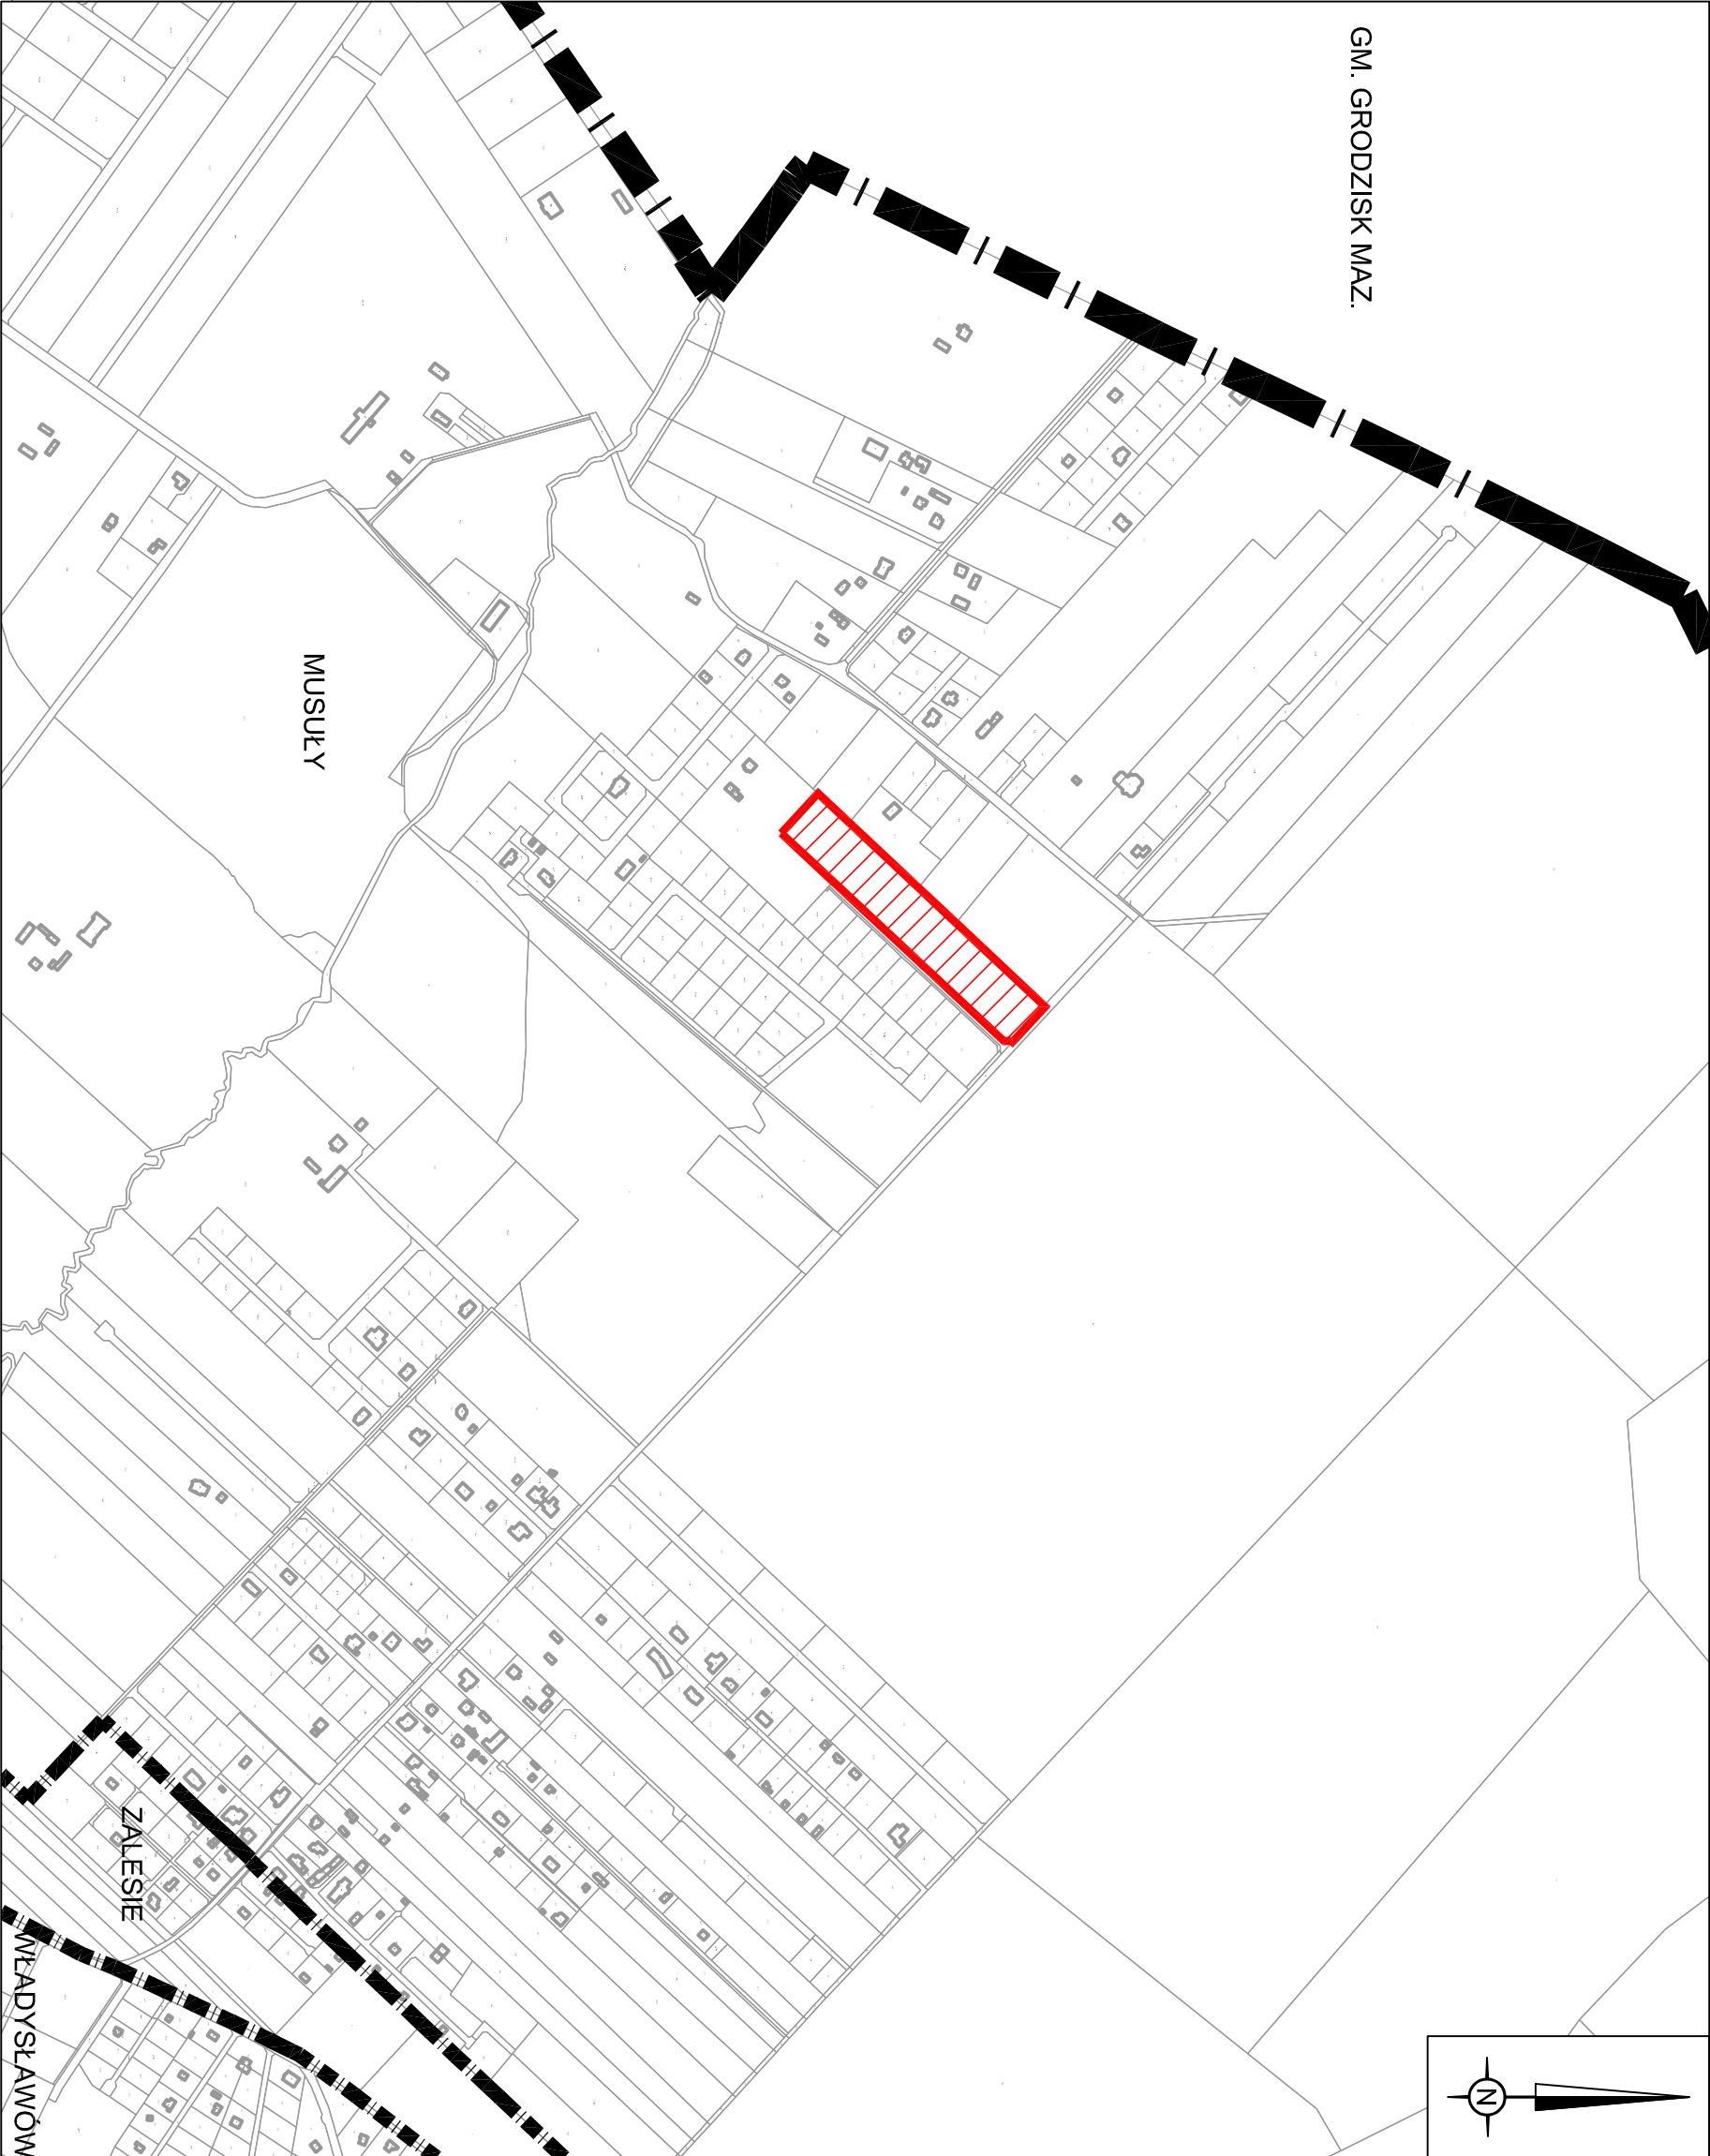 GM. GRODZISK MAZ.
MUSUŁY
ZALESIE
WŁADYSŁAWÓW
N